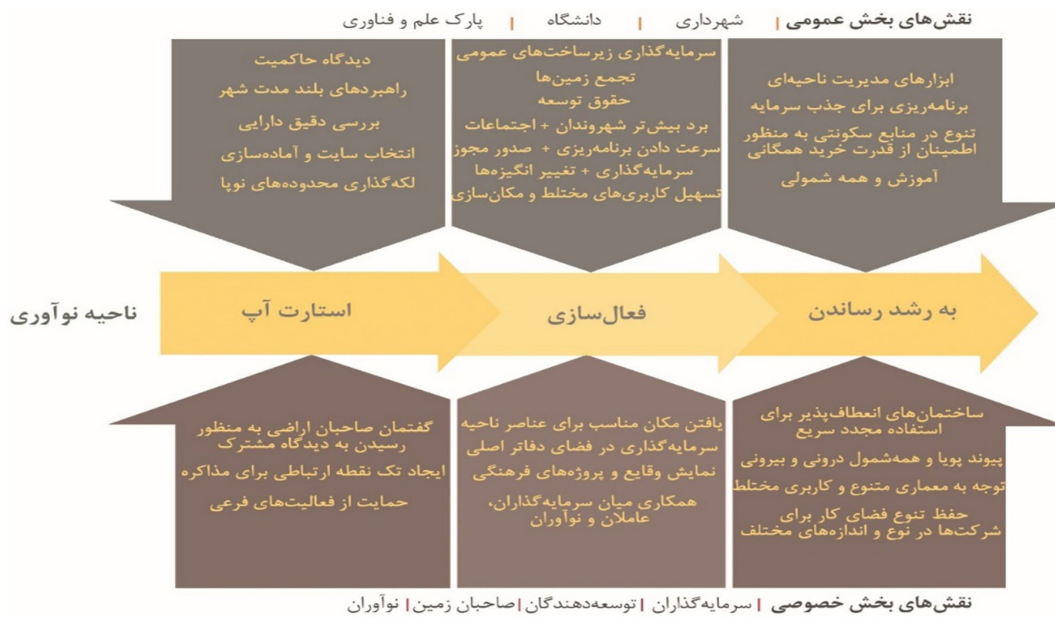 نقش‌های بخش عمومی | شهرداری | دانشگاه | پارک علم و فناوری
ابزارهای مدیریت ناحیه‌ای
برنامه‌ریزی برای جذب سرمایه
تنوع در منابع سکونتی به منظور
اطمینان از قدرت خرید همگانی
آموزش و همه شمولی
سرمایه‌گذاری زیرساخت‌های عمومی
تجمع زمین‌ها
حقوق توسعه
برد بیش‌تر شهروندان + اجتماعات
سرعت دادن برنامه‌ریزی + صدور مجوز
سرمایه‌گذاری + تغییر انگیزه‌ها
تسهیل کاربری‌های مختلط و مکان‌سازی
دیدگاه حاکمیت
راهبردهای بلند مدت شهر
بررسی دقیق دارایی
انتخاب سایت و آماده‌سازی
لکه‌گذاری محدوده‌های نوپا
ناحیه نوآوری
استارت آپ
فعال‌سازی
به رشد رساندن
ساختمان‌های انعطاف‌پذیر برای
استفاده مجدد سریع
پیوند پویا و همه‌شمول درونی و بیرونی
توجه به معماری متنوع و کاربری مختلط
حفظ تنوع فضای کار برای
شرکت‌ها در نوع و اندازه‌های مختلف
یافتن مکان مناسب برای عناصر ناحیه
سرمایه‌گذاری در فضای دفاتر اصلی
نمایش وقایع و پروژه‌های فرهنگی
همکاری میان سرمایه‌گذاران،
عاملان و نوآوران
گفتمان صاحبان اراضی به منظور
رسیدن به دیدگاه مشترک
ایجاد تک نقطه ارتباطی برای مذاکره
حمایت از فعالیت‌های فرعی
نقش‌های بخش خصوصی | سرمایه‌گذاران | توسعه‌دهندگان | صاحبان زمین | نوآوران